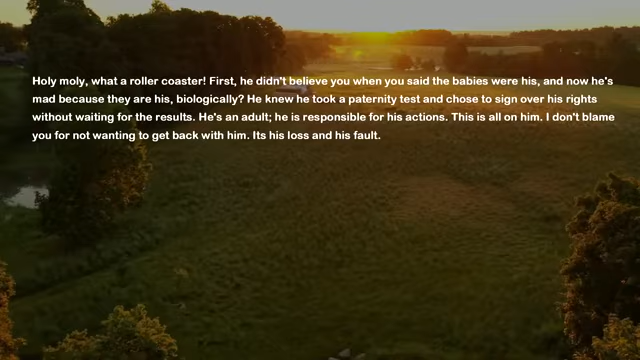 Holy moly, what a roller coaster! First, he didn't believe you when you said the babies were his, and now he's
mad because they are his, biologically? He knew he took a paternity test and chose to sign over his rights
without waiting for the results. He's an adult; he is responsible for his actions. This is all on him. I don't blame
you for not wanting to get back with him. Its his loss and his fault.